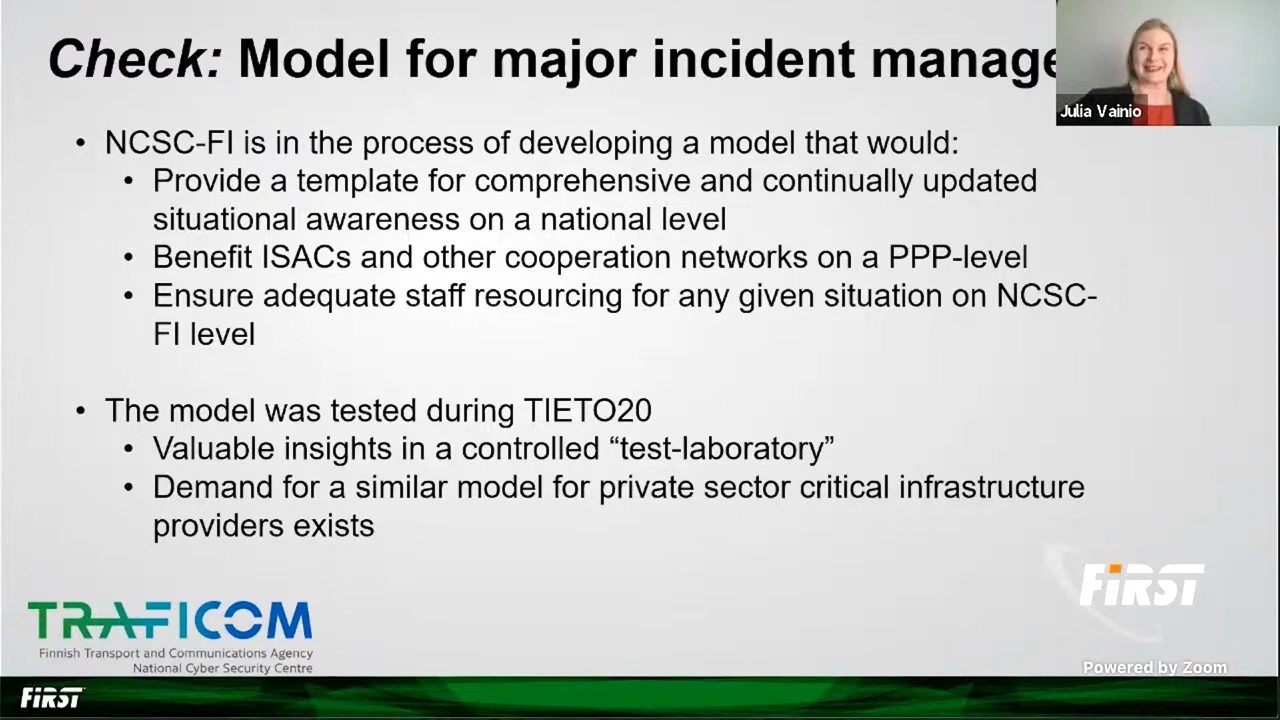 Check: Model for major incident manage
Julia Vainio
• NCSC-FI is in the process of developing a model that would:
• Provide a template for comprehensive and continually updated
situational awareness on a national level
• Benefit ISACs and other cooperation networks on a PPP-level
• Ensure adequate staff resourcing for any given situation on NCSC-
FI level
• The model was tested during TIETO20
• Valuable insights in a controlled “test-laboratory”
• Demand for a similar model for private sector critical infrastructure
providers exists
FiRST
TRAFICOM
Finnish Transport and Communications Agency
National Cyber Security Centre
Powered by Zoom
FiRST